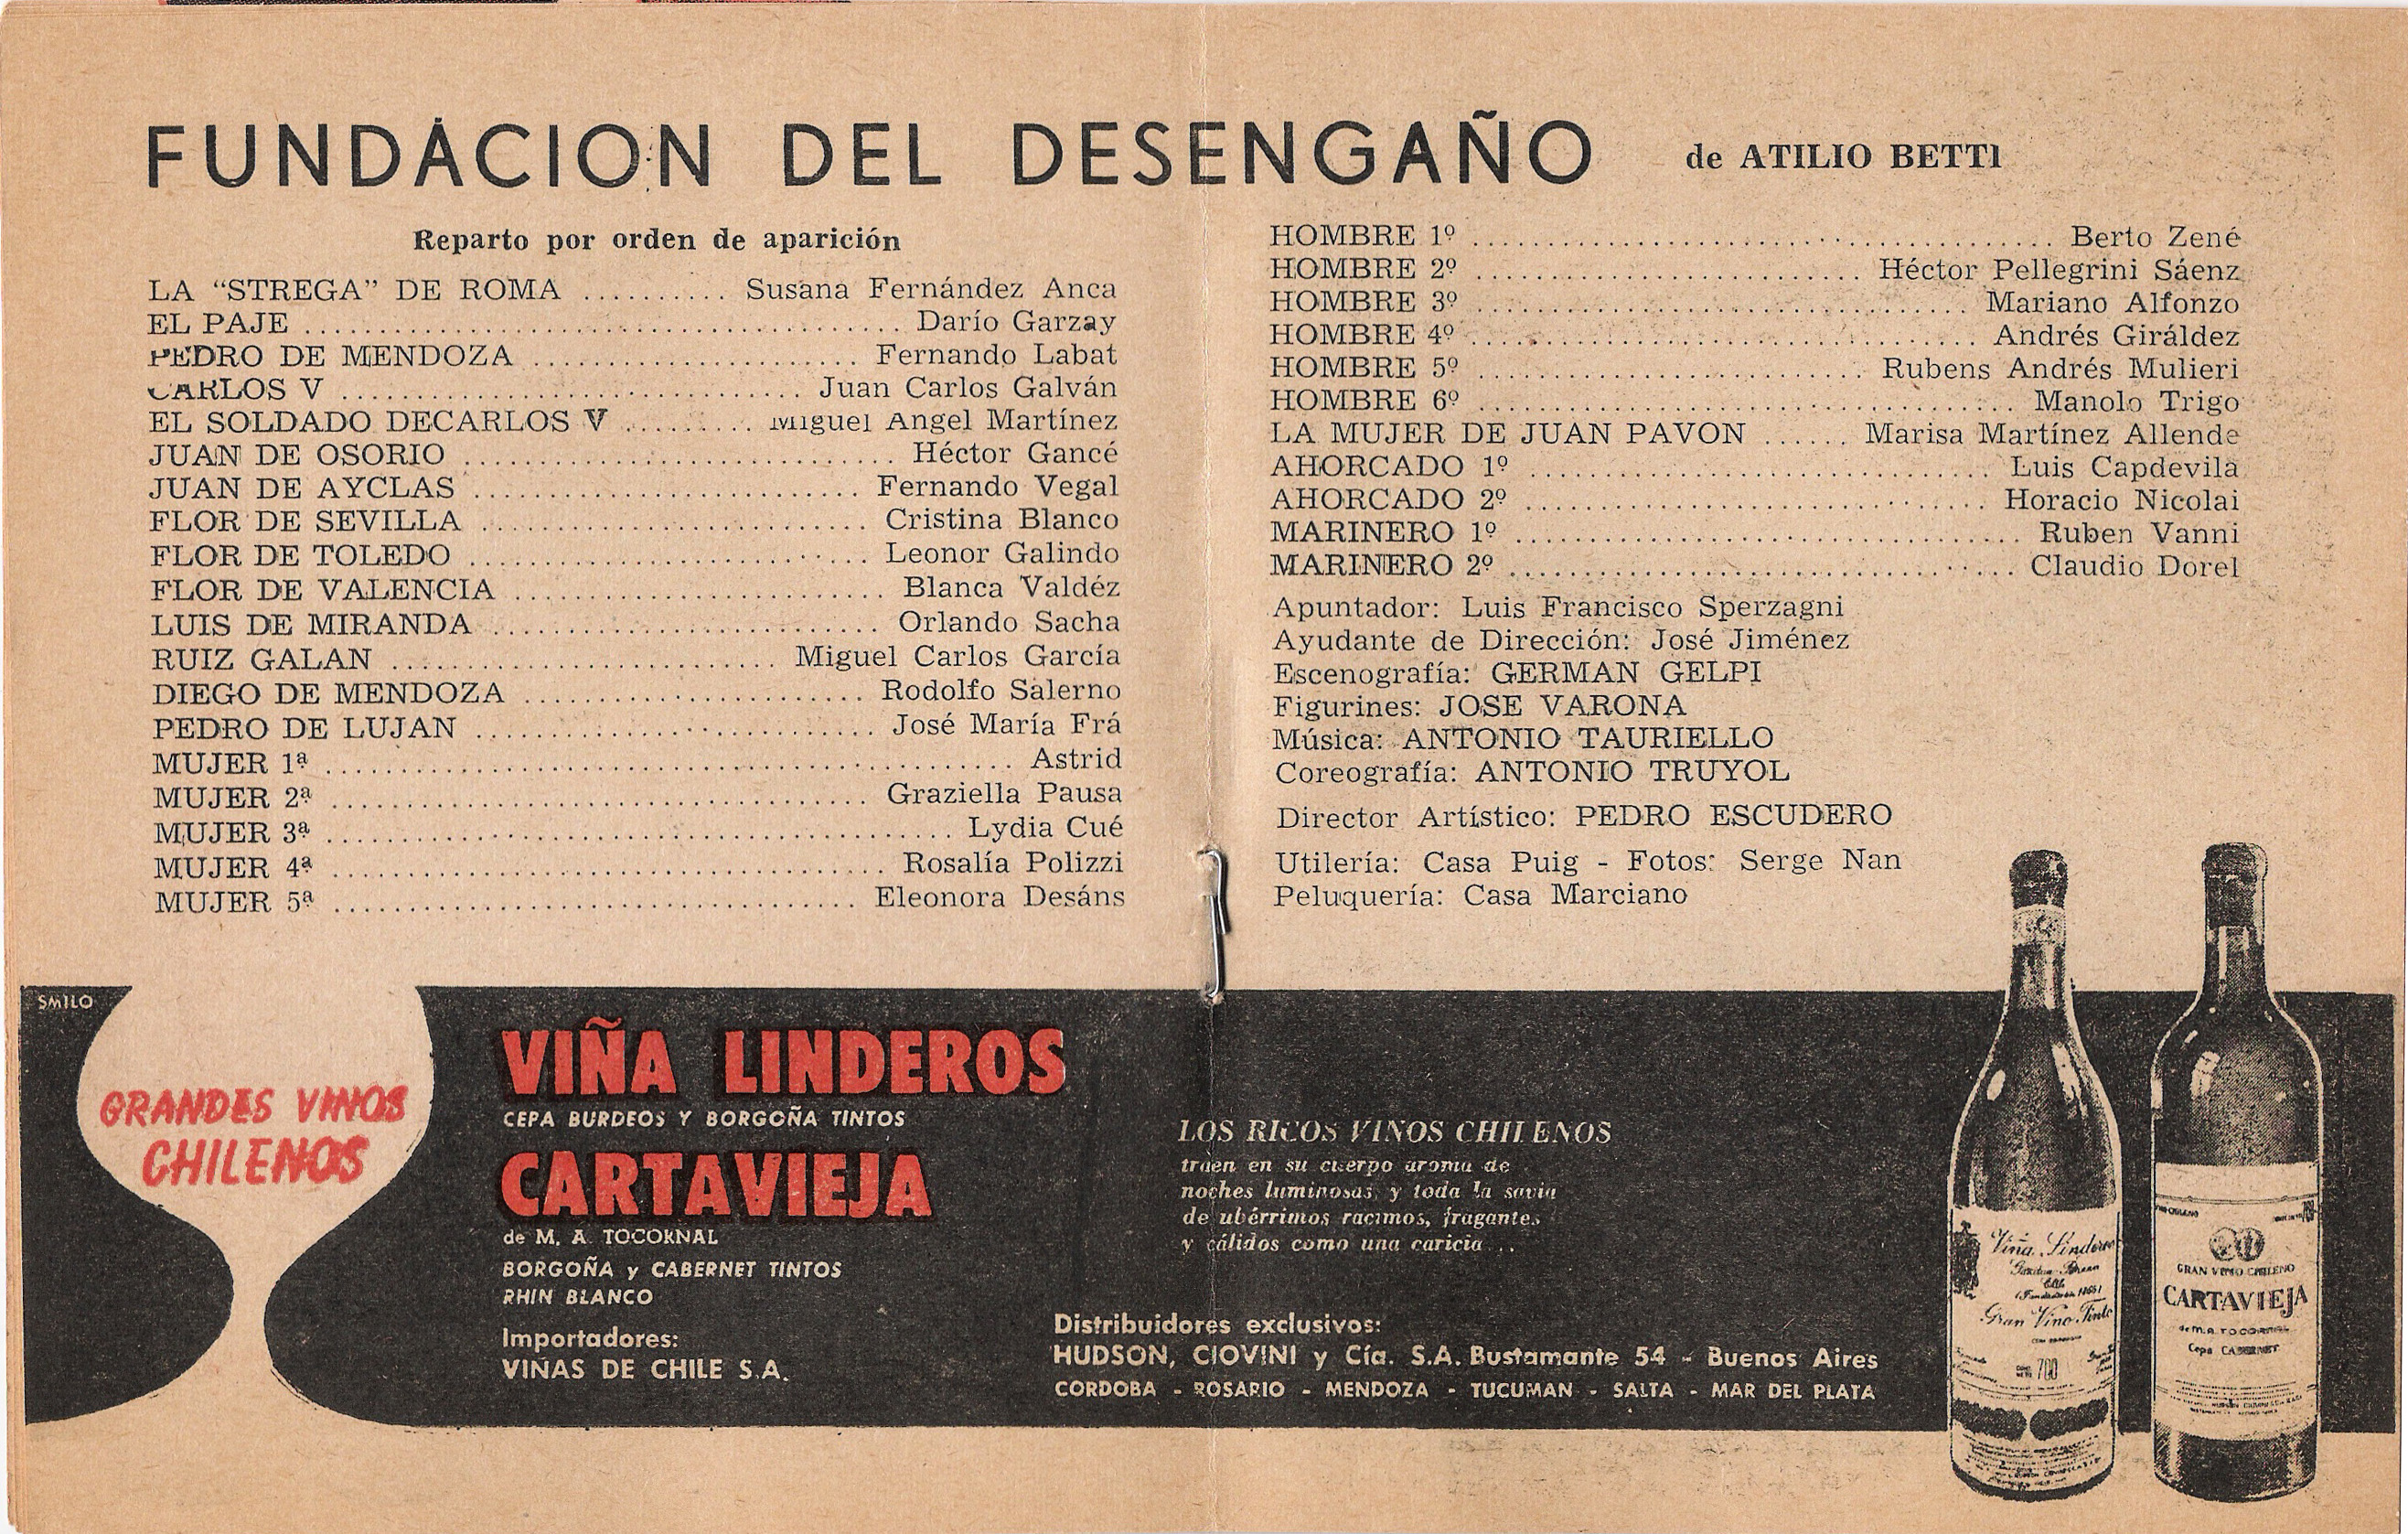 FUNDACION DEL DESENGAÑO de ATILIO BETTI
Reparto por orden de aparición
LA “STREGA” DE ROMA .......... Susana Fernández Anca
EL PAJE ........................................ Darío Garzay
PEDRO DE MENDOZA ...................... Fernando Labat
CARLOS V ............................... Juan Carlos Galván
EL SOLDADO DECARLOS V ......... Miguel Angel Martínez
JUAN DE OSORIO ............................. Héctor Gancé
JUAN DE AYCLAS .......................... Fernando Vegal
FLOR DE SEVILLA .......................... Cristina Blanco
FLOR DE TOLEDO ........................... Leonor Galindo
FLOR DE VALENCIA ......................... Blanca Valdéz
LUIS DE MIRANDA .......................... Orlando Sacha
RUIZ GALAN .......................... Miguel Carlos García
DIEGO DE MENDOZA ....................... Rodolfo Salerno
PEDRO DE LUJAN ........................... José María Frá
MUJER 1ª .............................................. Astrid
MUJER 2ª .................................... Graziella Pausa
MUJER 3ª .......................................... Lydia Cué
MUJER 4ª ..................................... Rosalía Polizzi
MUJER 5ª ................................... Eleonora Desáns
HOMBRE 1º ....................................... Berto Zené
HOMBRE 2º .......................... Héctor Pellegrini Sáenz
HOMBRE 3º .................................. Mariano Alfonzo
HOMBRE 4º .................................. Andrés Giráldez
HOMBRE 5º .......................... Rubens Andrés Mulieri
HOMBRE 6º .................................... Manolo Trigo
LA MUJER DE JUAN PAVON ...... Marisa Martínez Allende
AHORCADO 1º ............................... Luis Capdevila
AHORCADO 2º ............................... Horacio Nicolai
MARINERO 1º .................................. Ruben Vanni
MARINERO 2º .................................. Claudio Dorel
Apuntador: Luis Francisco Sperzagni
Ayudante de Dirección: José Jiménez
Escenografía: GERMAN GELPI
Figurines: JOSE VARONA
Música: ANTONIO TAURIELLO
Coreografía: ANTONIO TRUYOL
Director Artístico: PEDRO ESCUDERO
Utilería: Casa Puig - Fotos: Serge Nan
Peluquería: Casa Marciano
SMILO
GRANDES VINOS
CHILENOS
VIÑA LINDEROS
CEPA BURDEOS Y BORGOÑA TINTOS
CARTAVIEJA
de M. A. TOCORNAL
BORGOÑA y CABERNET TINTOS
RHIN BLANCO
Importadores:
VIÑAS DE CHILE S.A.
LOS RICOS VINOS CHILENOS
traen en su cuerpo aroma de
noches luminosas, y toda la savia
de ubérrimos racimos, fragantes
y cálidos como una caricia...
Distribuidores exclusivos:
HUDSON, CIOVINI y Cía. S.A. Bustamante 54 - Buenos Aires
CORDOBA - ROSARIO - MENDOZA - TUCUMAN - SALTA - MAR DEL PLATA
Viña Linderos
Gran Vino Tinto
700
GRAN VINO CHILENO
CARTAVIEJA
de M. A. TOCORNAL
Cepa CABERNET